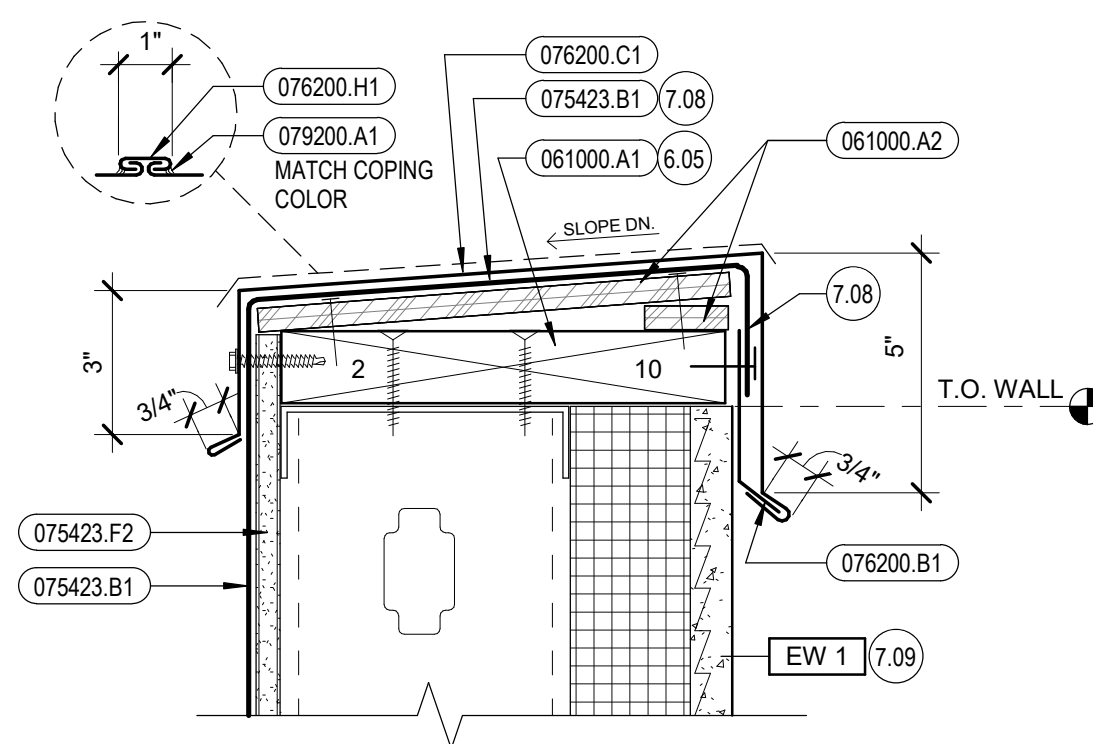 1"
076200.H1
079200.A1
MATCH COPING
COLOR
076200.C1
075423.B1 7.08
061000.A1 6.05
061000.A2
SLOPE DN.
7.08
3"
5"
2
10
3/4"
T.O. WALL
3/4"
075423.F2
075423.B1
076200.B1
EW 1 7.09